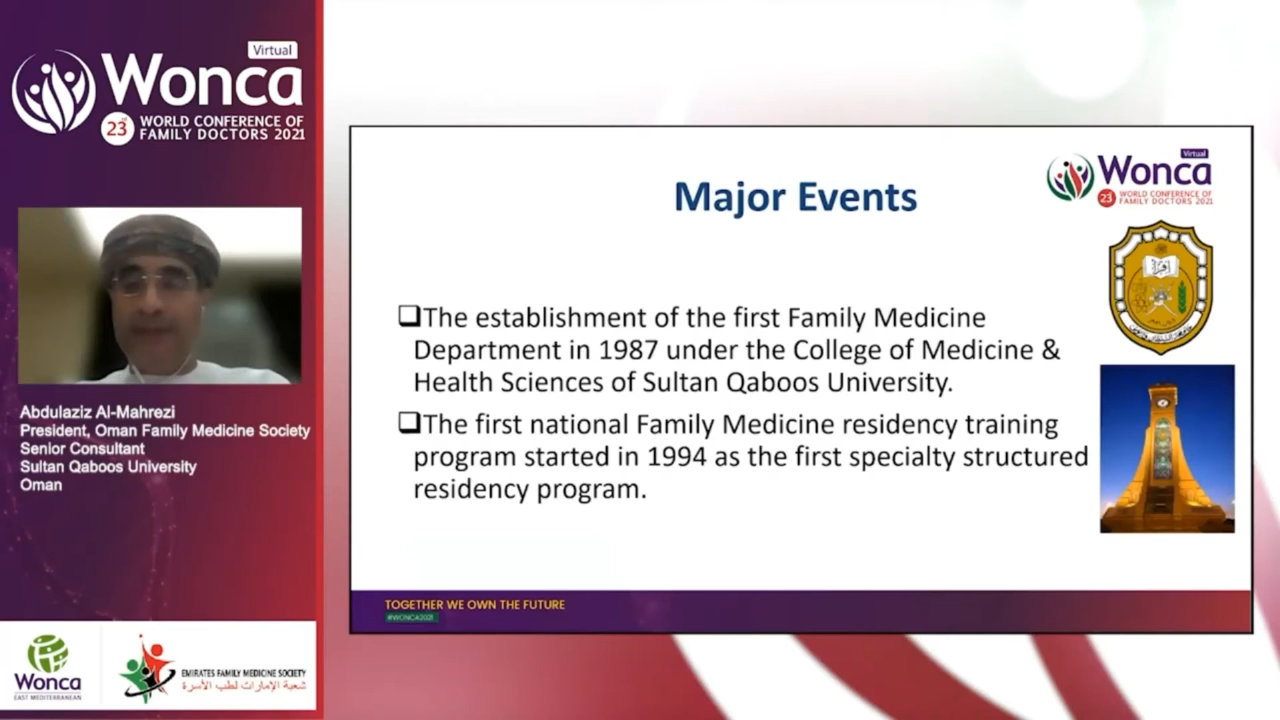 Virtual
Wonca
23rd WORLD CONFERENCE OF
FAMILY DOCTORS 2021
Abdulaziz Al-Mahrezi
President, Oman Family Medicine Society
Senior Consultant
Sultan Qaboos University
Oman
Wonca
EAST MEDITERRANEAN
EMIRATES FAMILY MEDICINE SOCIETY
شعبة الإمارات لطب الأسرة
Virtual
Wonca
23 WORLD CONFERENCE OF
FAMILY DOCTORS 2021
Major Events
❑The establishment of the first Family Medicine
Department in 1987 under the College of Medicine &
Health Sciences of Sultan Qaboos University.
❑The first national Family Medicine residency training
program started in 1994 as the first specialty structured
residency program.
TOGETHER WE OWN THE FUTURE
#WONCA2021